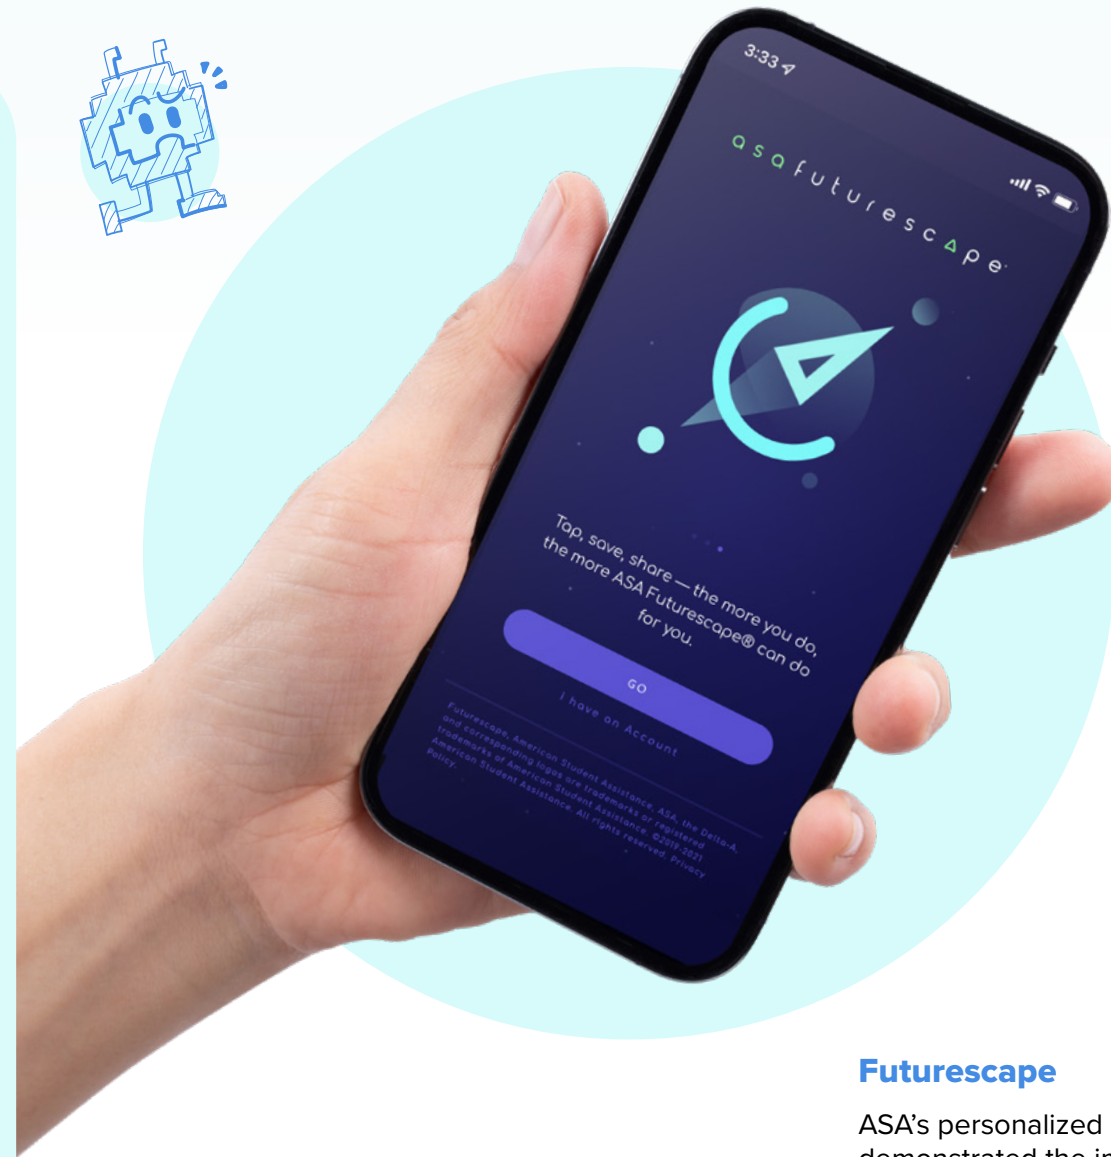 3:33
asafuturescape
Tap, save, share — the more you do,
the more ASA Futurescape® can do
for you.
GO
I have an Account
Futurescape, American Student Assistance, ASA, the Delta-A,
and corresponding logos are trademarks or registered
trademarks of American Student Assistance. ©2019-2021
American Student Assistance. All rights reserved. Privacy
Policy.
Futurescape
ASA’s personalized